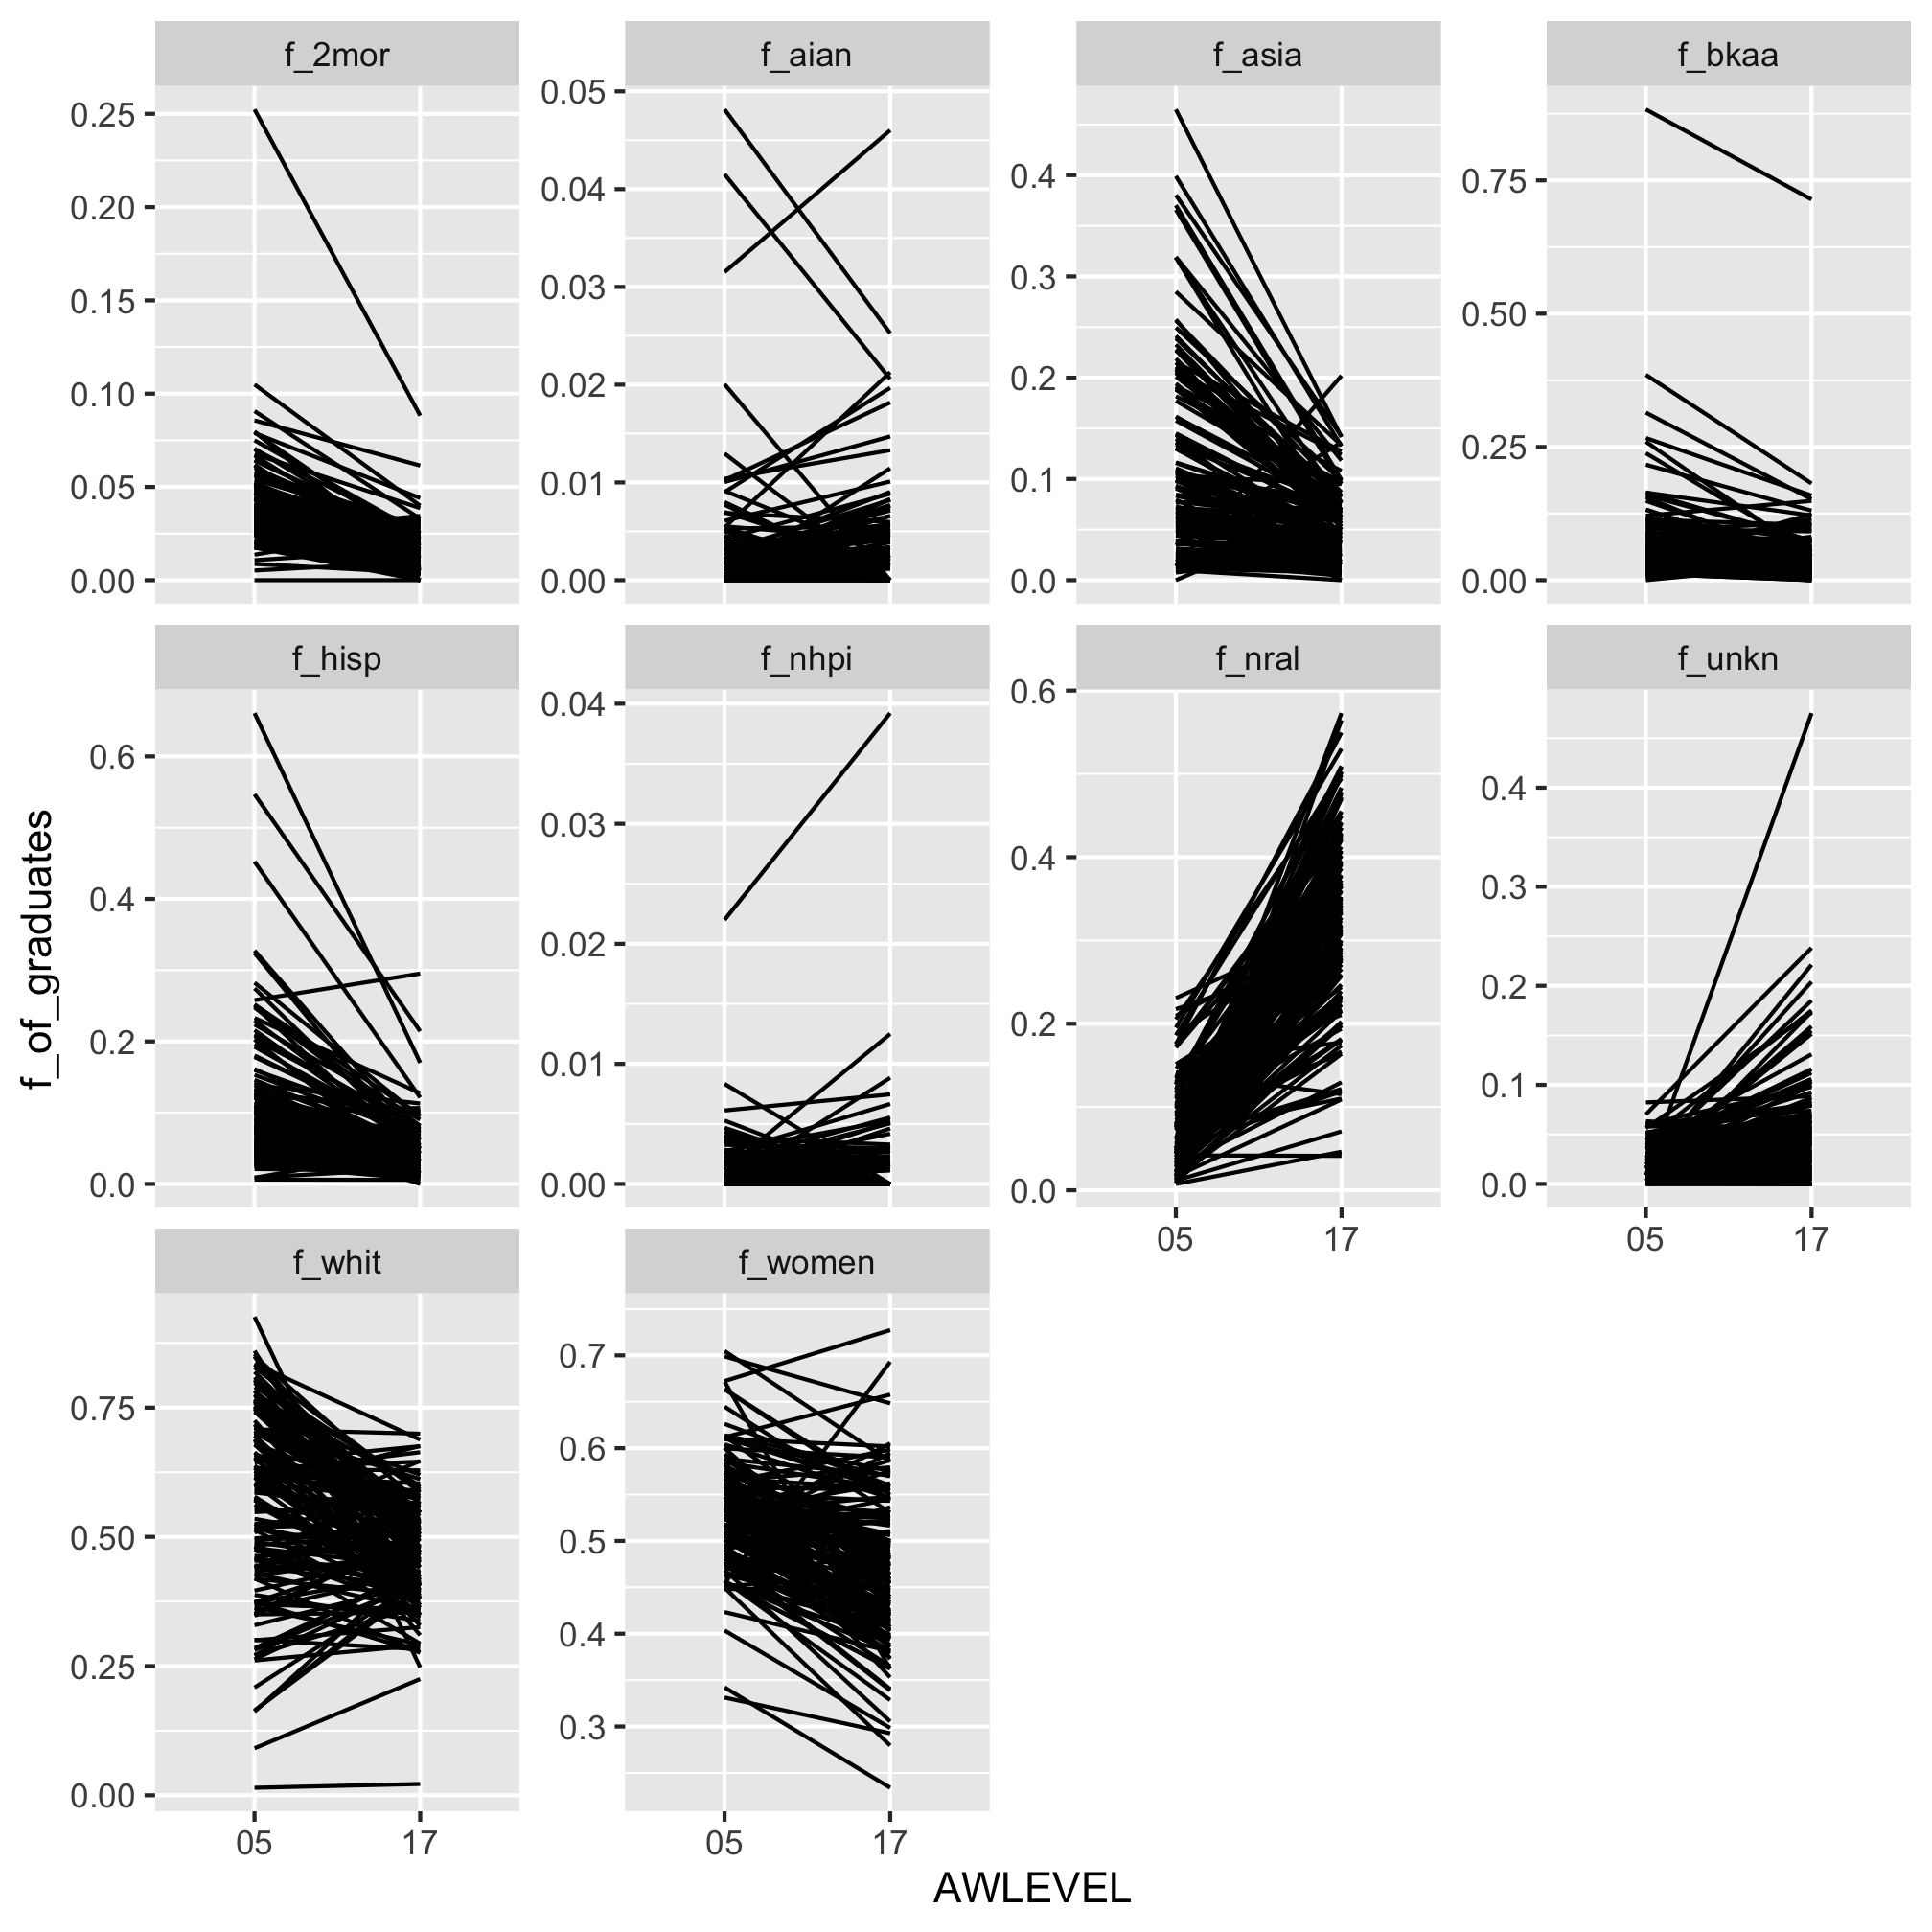 f_2mor f_aian f_asia f_bkaa
0.25 0.20 0.15 0.10 0.05 0.00
0.05 0.04 0.03 0.02 0.01 0.00
0.4 0.3 0.2 0.1 0.0
0.75 0.50 0.25 0.00
f_hisp f_nhpi f_nral f_unkn
0.6 0.4 0.2 0.0
0.04 0.03 0.02 0.01 0.00
0.6 0.4 0.2 0.0
0.4 0.3 0.2 0.1 0.0
05 17 05 17
f_whit f_women
0.75 0.50 0.25 0.00
0.7 0.6 0.5 0.4 0.3
05 17 05 17
f_of_graduates
AWLEVEL